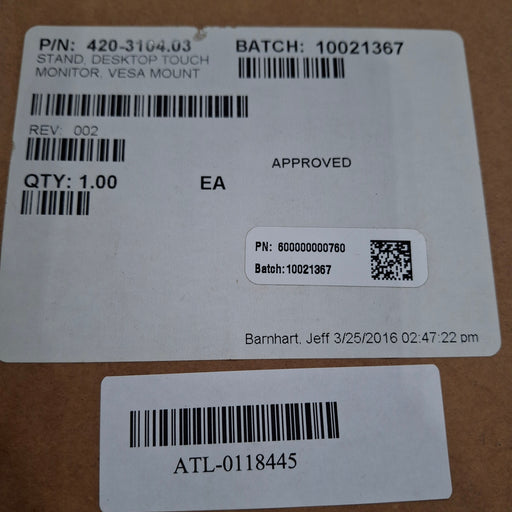 P/N: 420-3104.03 BATCH: 10021367
STAND, DESKTOP TOUCH
MONITOR, VESA MOUNT
REV: 002
APPROVED
QTY: 1.00 EA
PN: 600000000760
Batch:10021367
Barnhart, Jeff 3/25/2016 02:47:22 pm
ATL-0118445